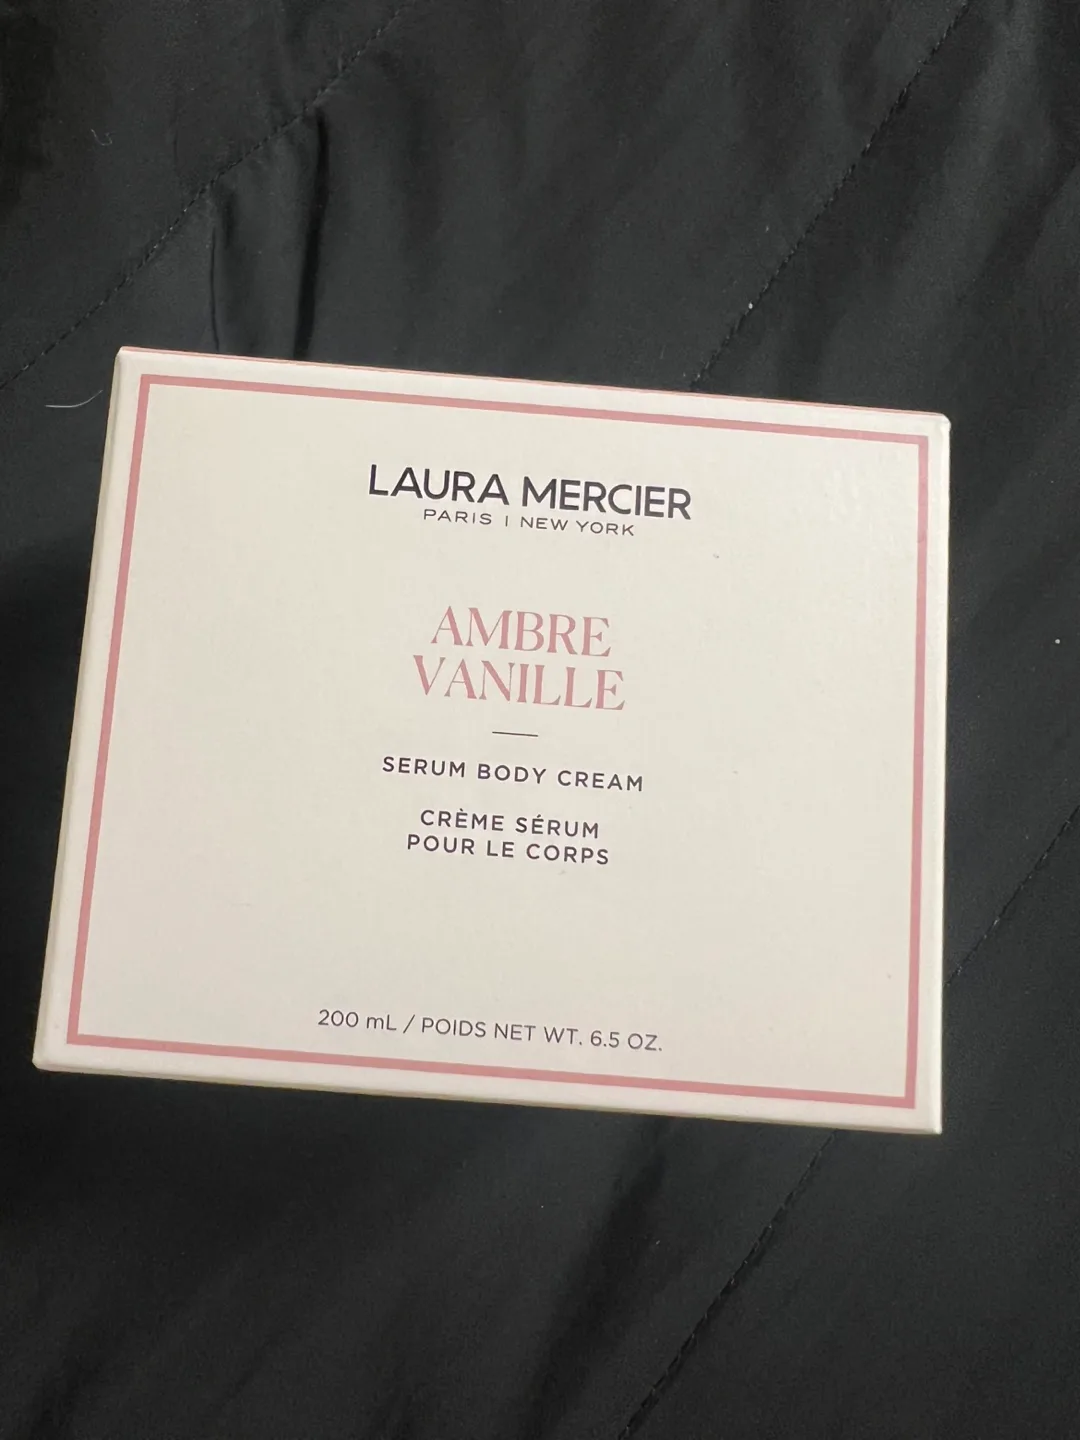 LAURA MERCIER
PARIS | NEW YORK
AMBRE
VANILLE
SERUM BODY CREAM
CRÈME SÉRUM
POUR LE CORPS
200 mL / POIDS NET WT. 6.5 OZ.